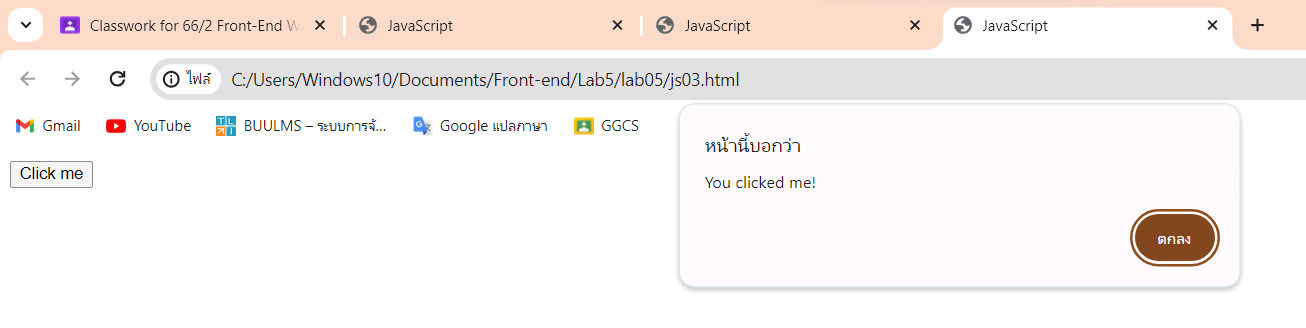 Classwork for 66/2 Front-End W
JavaScript
JavaScript
JavaScript
ไฟล์ C:/Users/Windows10/Documents/Front-end/Lab5/lab05/js03.html
Gmail
YouTube
BUULMS – ระบบการจั...
Google แปลภาษา
GGCS
Click me
หน้านี้บอกว่า
You clicked me!
ตกลง